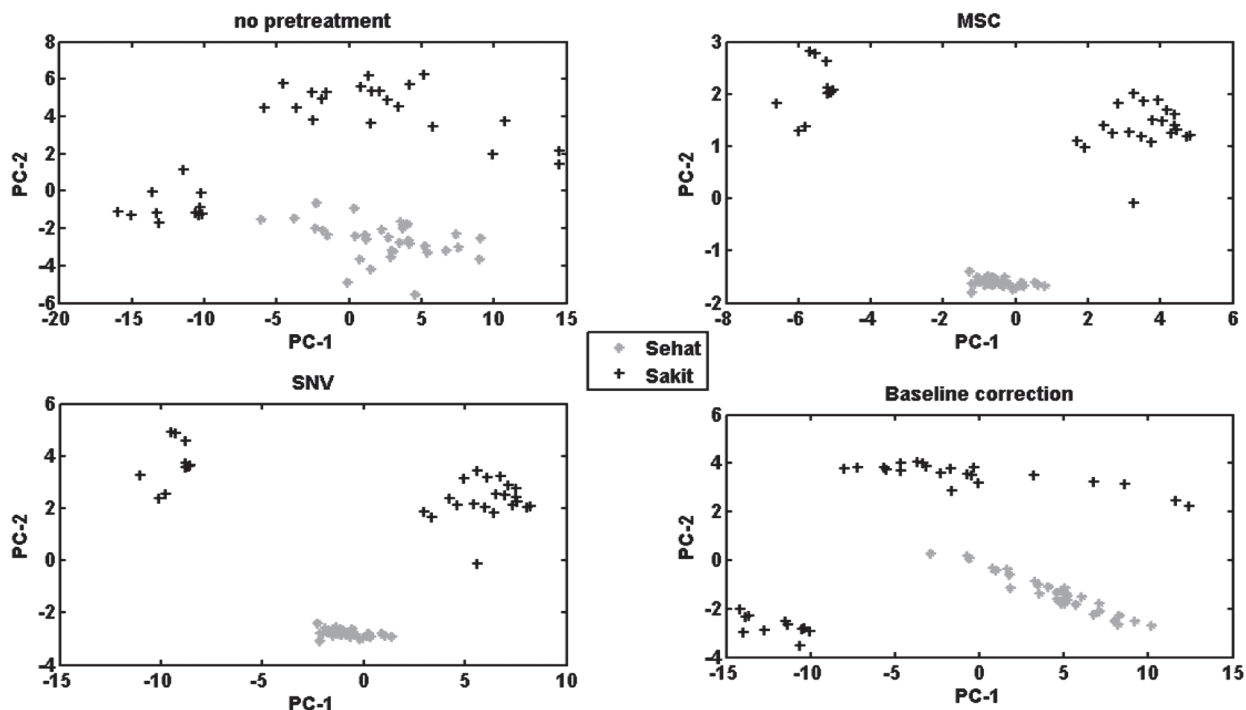 no pretreatment
8
6
4
2
0
-2
-4
-6
PC-2
-20 -15 -10 -5 0 5 10 15
PC-1
MSC
3
2
1
0
-1
-2
PC-2
-8 -6 -4 -2 0 2 4 6
PC-1
Sehat
Sakit
SNV
6
4
2
0
-2
-4
PC-2
-15 -10 -5 0 5 10
PC-1
Baseline correction
6
4
2
0
-2
-4
PC-2
-15 -10 -5 0 5 10 15
PC-1